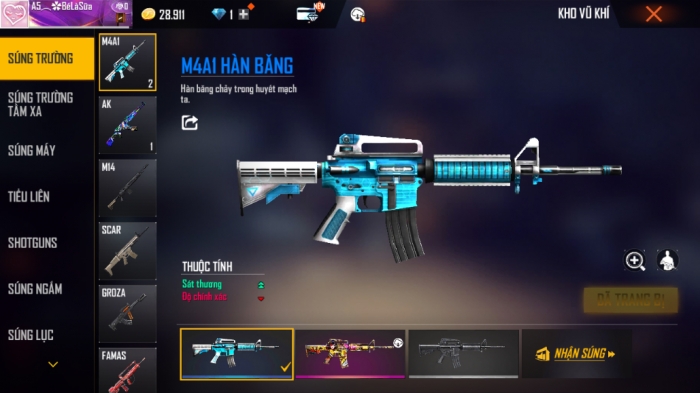 A5 ︵✿BéLàSữa
0
28.911
1
NEW
KHO VŨ KHÍ
SÚNG TRƯỜNG
SÚNG TRƯỜNG
TẦM XA
SÚNG MÁY
TIỂU LIÊN
SHOTGUNS
SÚNG NGẮM
SÚNG LỤC
M4A1
2
AK
1
M14
SCAR
GROZA
FAMAS
M4A1 HÀN BĂNG
Hàn băng chảy trong huyết mạch
ta.
THUỘC TÍNH
Sát thương
Độ chính xác
ĐÃ TRANG BỊ
NHẬN SÚNG